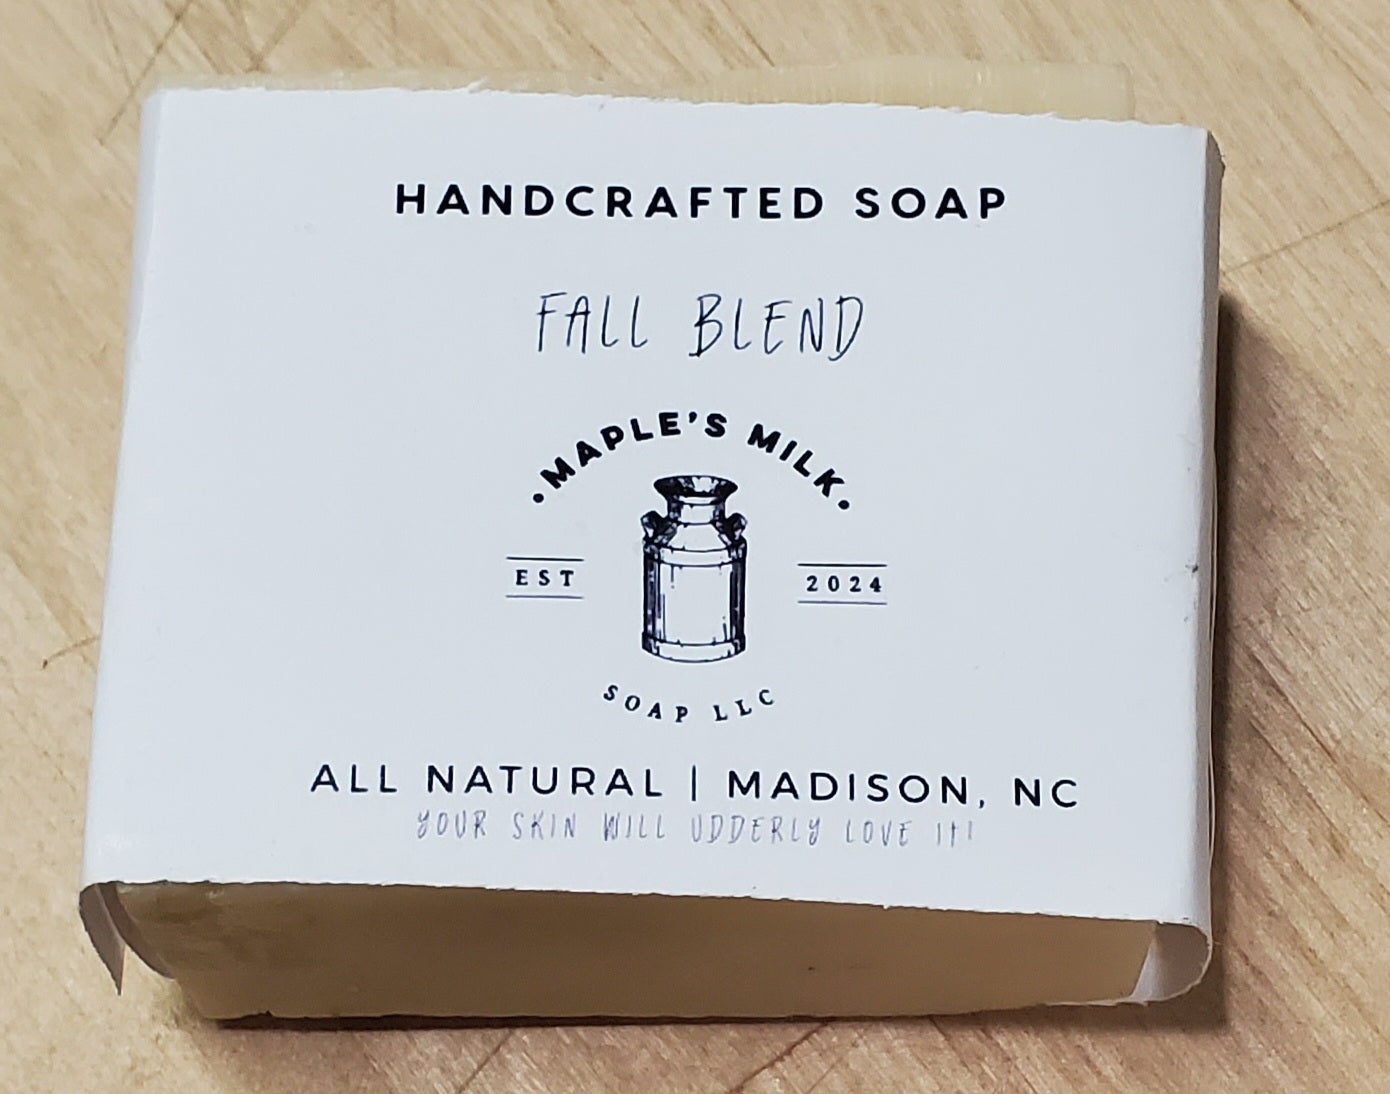 HANDCRAFTED SOAP
FALL BLEND
•MAPLE'S MILK•
EST 2024
SOAP LLC
ALL NATURAL | MADISON, NC
YOUR SKIN WILL UDDERLY LOVE IT!